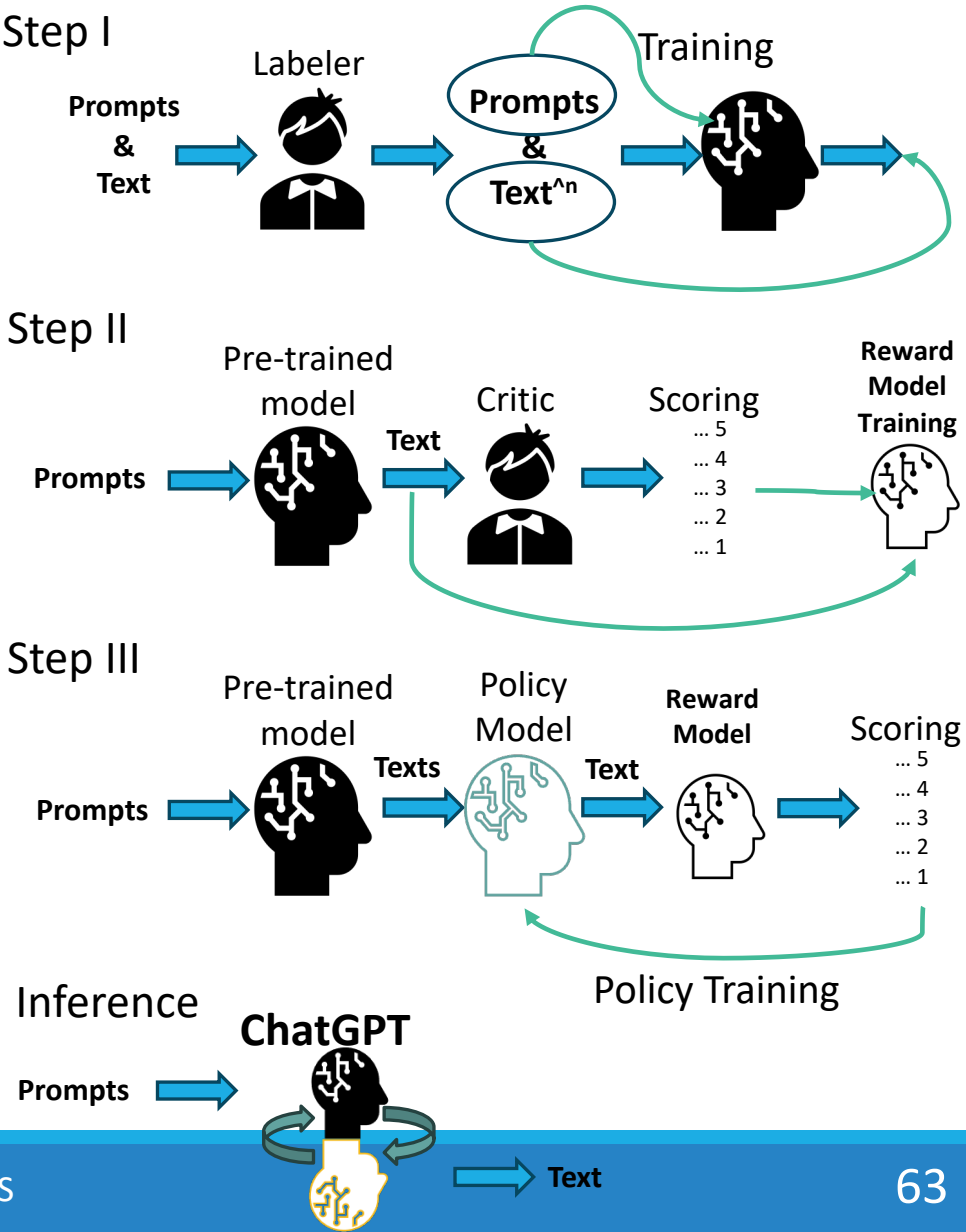 Step I
Labeler
Training
Prompts
&
Text
Prompts
&
Text^n
Step II
Pre-trained
model
Critic
Scoring
Reward
Model
Training
Prompts
Text
... 5
... 4
... 3
... 2
... 1
Step III
Pre-trained
model
Policy
Model
Reward
Model
Scoring
Prompts
Texts
Text
... 5
... 4
... 3
... 2
... 1
Policy Training
Inference
ChatGPT
Prompts
Text
S
63